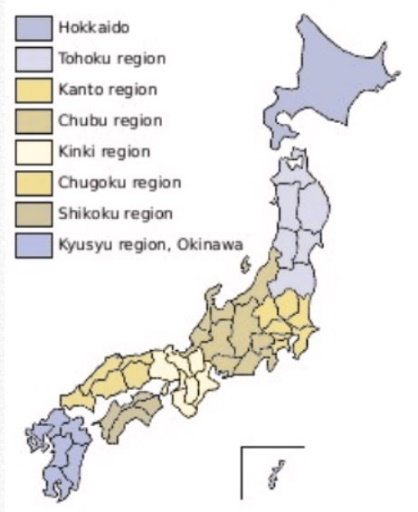 Hokkaido
Tohoku region
Kanto region
Chubu region
Kinki region
Chugoku region
Shikoku region
Kyusyu region, Okinawa